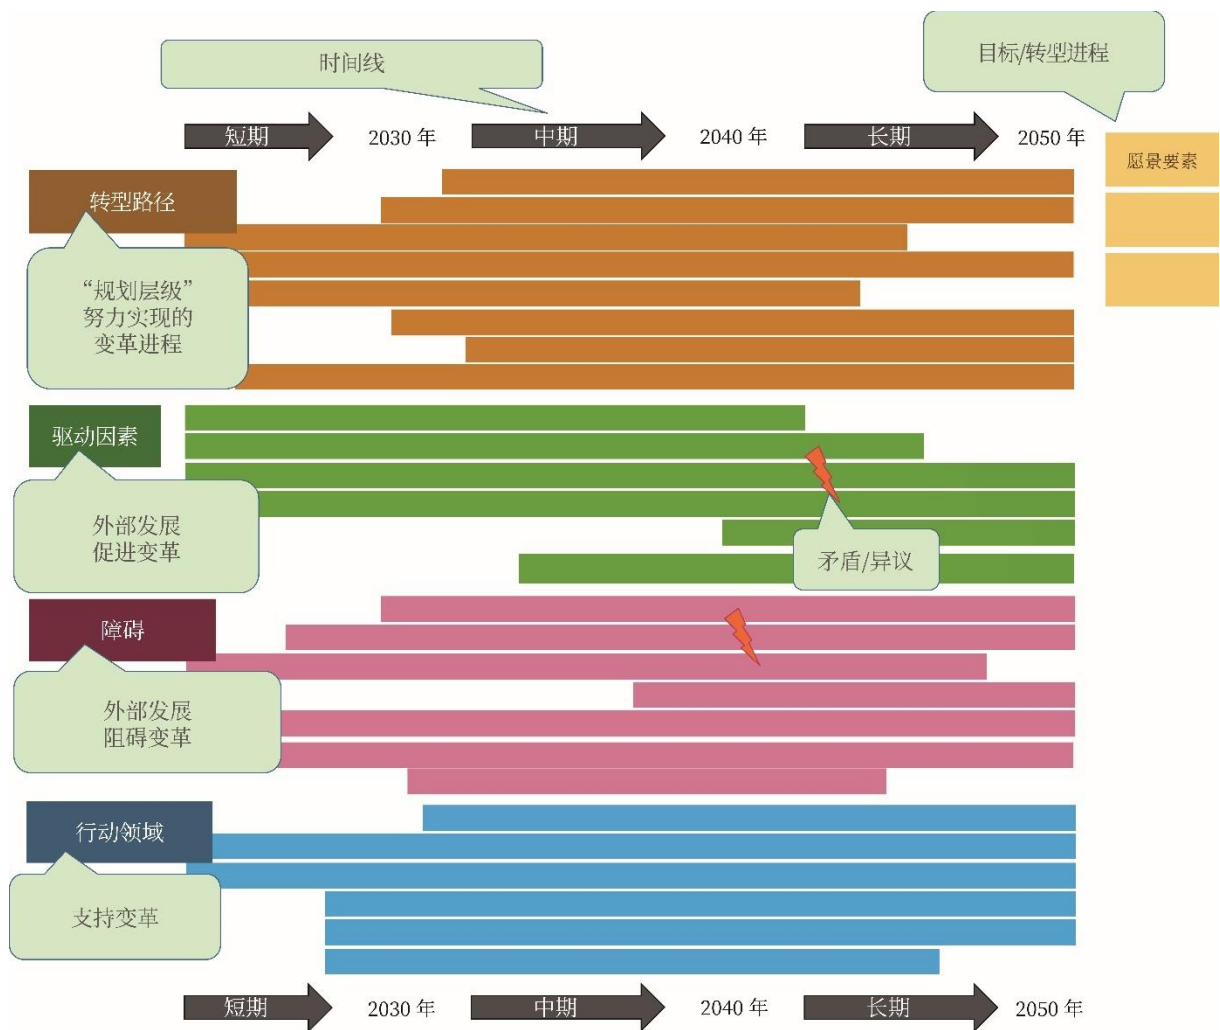 时间线
目标/转型进程
短期
2030 年
中期
2040 年
长期
2050 年
愿景要素
转型路径
“规划层级”
努力实现的
变革进程
驱动因素
外部发展
促进变革
矛盾/异议
障碍
外部发展
阻碍变革
行动领域
支持变革
短期
2030 年
中期
2040 年
长期
2050 年